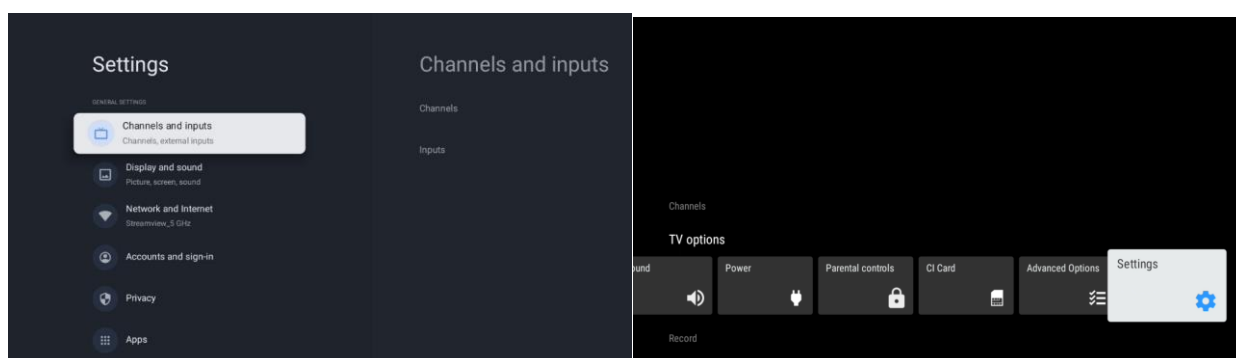 Settings
GENERAL SETTINGS
Channels and inputs
Channels, external inputs
Display and sound
Picture, screen, sound
Network and Internet
Streamview_5 GHz
Accounts and sign-in
Privacy
Apps
Channels and inputs
Channels
Inputs
Channels
TV options
ound
Power
Parental controls
CI Card
Advanced Options
Settings
Record